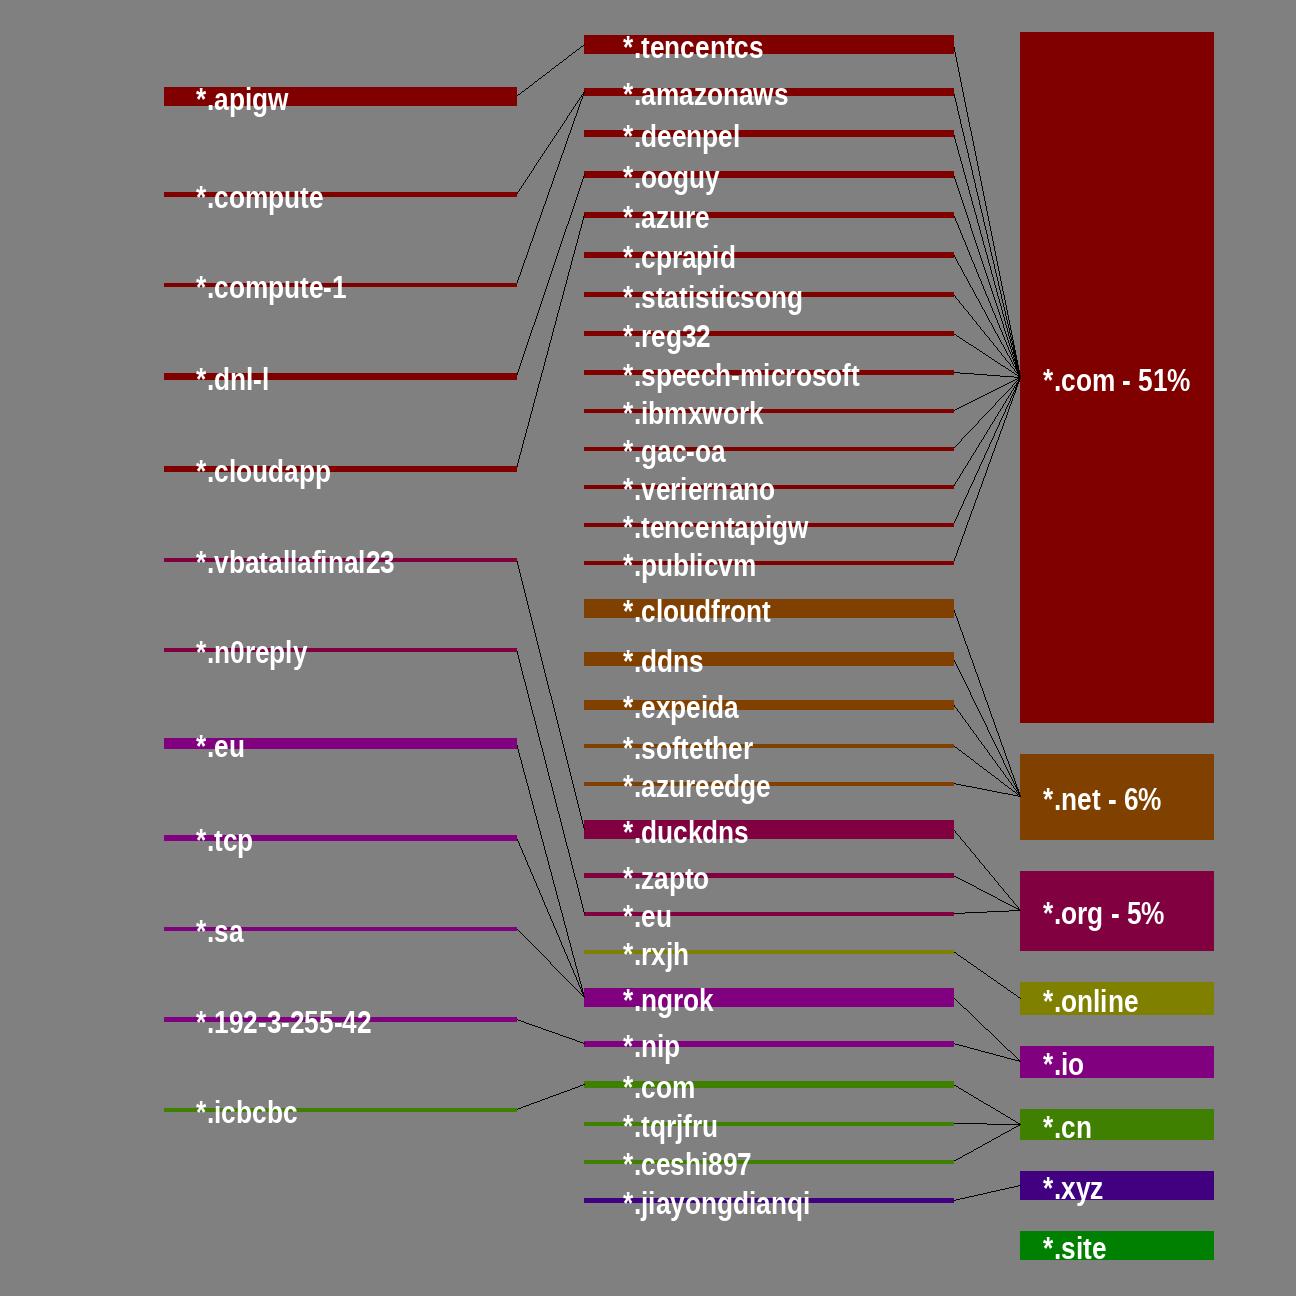 *.apigw
*.compute
*.compute-1
*.dnl-l
*.cloudapp
*.vbatallafinal23
*.n0reply
*.eu
*.tcp
*.sa
*.192-3-255-42
*.icbcbc
*.tencentcs
*.amazonaws
*.deenpel
*.ooguy
*.azure
*.cprapid
*.statisticsong
*.reg32
*.speech-microsoft
*.ibmxwork
*.gac-oa
*.veriernano
*.tencentapigw
*.publicvm
*.cloudfront
*.ddns
*.expeida
*.softether
*.azureedge
*.duckdns
*.zapto
*.eu
*.rxjh
*.ngrok
*.nip
*.com
*.tqrjfru
*.ceshi897
*.jiayongdianqi
*.com - 51%
*.net - 6%
*.org - 5%
*.online
*.io
*.cn
*.xyz
*.site